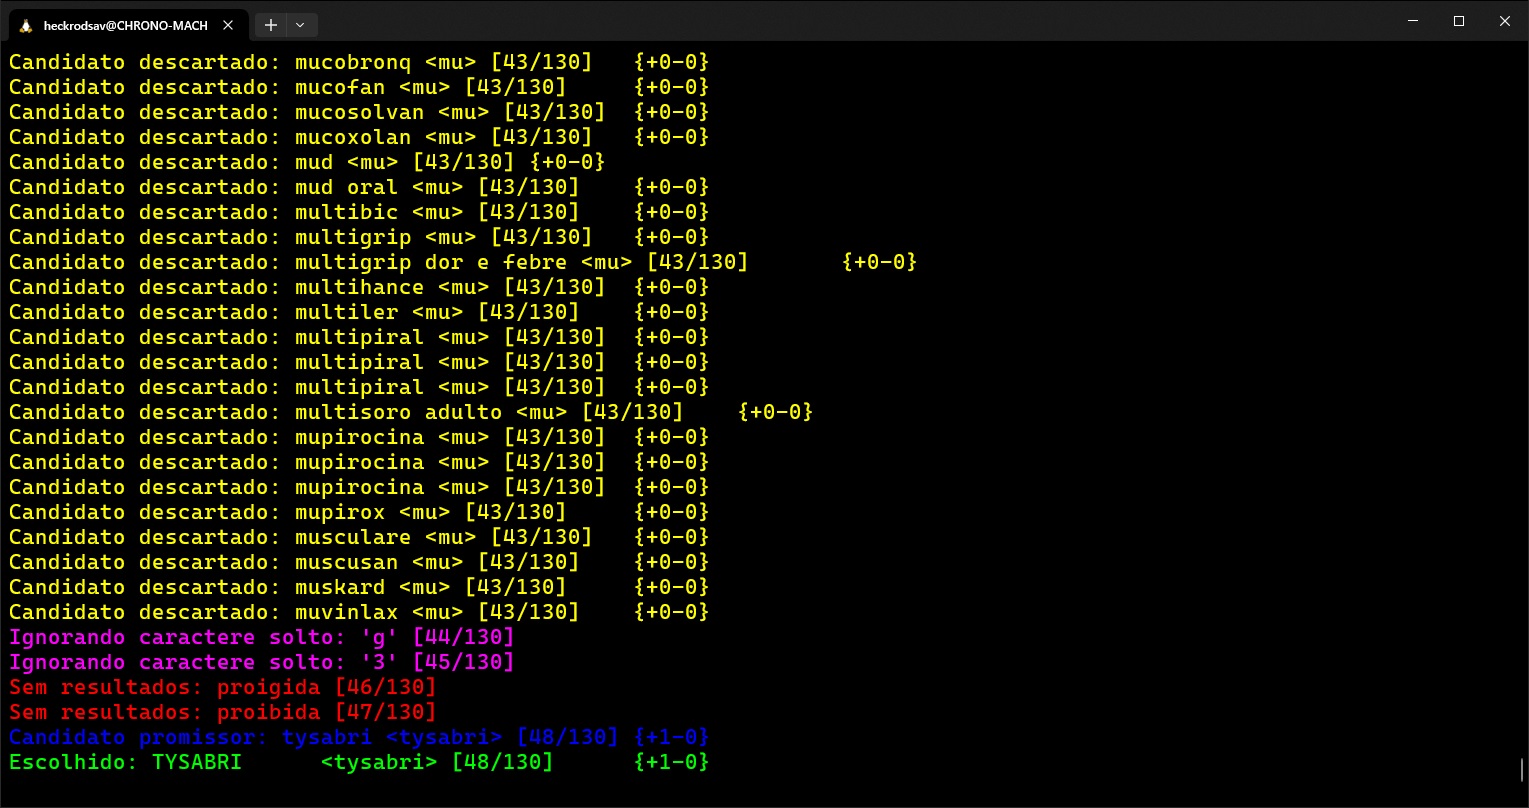 heckrodsav@CHRONO-MACH
Candidato descartado: mucobronq <mu> [43/130] {+0-0}
Candidato descartado: mucofan <mu> [43/130] {+0-0}
Candidato descartado: mucosolvan <mu> [43/130] {+0-0}
Candidato descartado: mucoxolan <mu> [43/130] {+0-0}
Candidato descartado: mud <mu> [43/130] {+0-0}
Candidato descartado: mud oral <mu> [43/130] {+0-0}
Candidato descartado: multibic <mu> [43/130] {+0-0}
Candidato descartado: multigrip <mu> [43/130] {+0-0}
Candidato descartado: multigrip dor e febre <mu> [43/130] {+0-0}
Candidato descartado: multihance <mu> [43/130] {+0-0}
Candidato descartado: multiler <mu> [43/130] {+0-0}
Candidato descartado: multipiral <mu> [43/130] {+0-0}
Candidato descartado: multipiral <mu> [43/130] {+0-0}
Candidato descartado: multipiral <mu> [43/130] {+0-0}
Candidato descartado: multisoro adulto <mu> [43/130] {+0-0}
Candidato descartado: mupirocina <mu> [43/130] {+0-0}
Candidato descartado: mupirocina <mu> [43/130] {+0-0}
Candidato descartado: mupirocina <mu> [43/130] {+0-0}
Candidato descartado: mupirox <mu> [43/130] {+0-0}
Candidato descartado: musculare <mu> [43/130] {+0-0}
Candidato descartado: muscusan <mu> [43/130] {+0-0}
Candidato descartado: muskard <mu> [43/130] {+0-0}
Candidato descartado: muvinlax <mu> [43/130] {+0-0}
Ignorando caractere solto: 'g' [44/130]
Ignorando caractere solto: '3' [45/130]
Sem resultados: proigida [46/130]
Sem resultados: proibida [47/130]
Candidato promissor: tysabri <tysabri> [48/130] {+1-0}
Escolhido: TYSABRI <tysabri> [48/130] {+1-0}